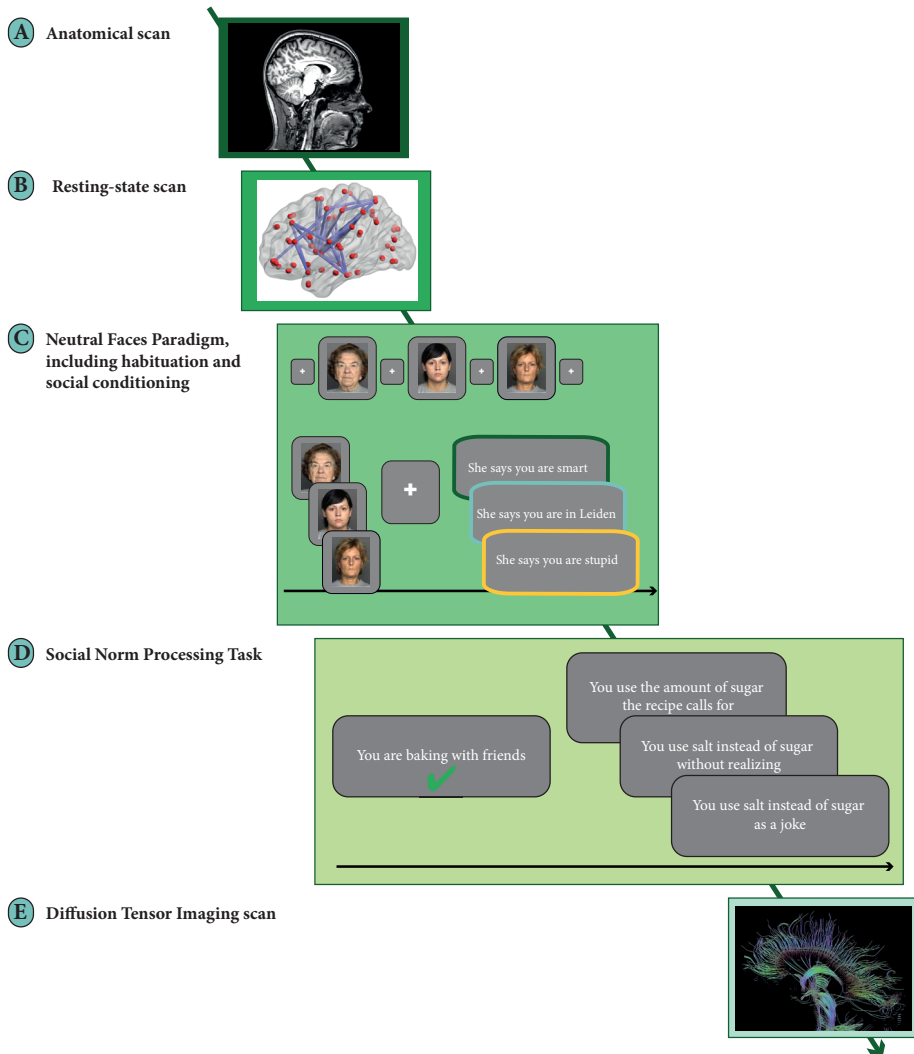 A Anatomical scan
B Resting-state scan
C Neutral Faces Paradigm,
including habituation and
social conditioning
+ + + +
+
She says you are smart
She says you are in Leiden
She says you are stupid
D Social Norm Processing Task
You are baking with friends
You use the amount of sugar
the recipe calls for
You use salt instead of sugar
without realizing
You use salt instead of sugar
as a joke
E Diffusion Tensor Imaging scan